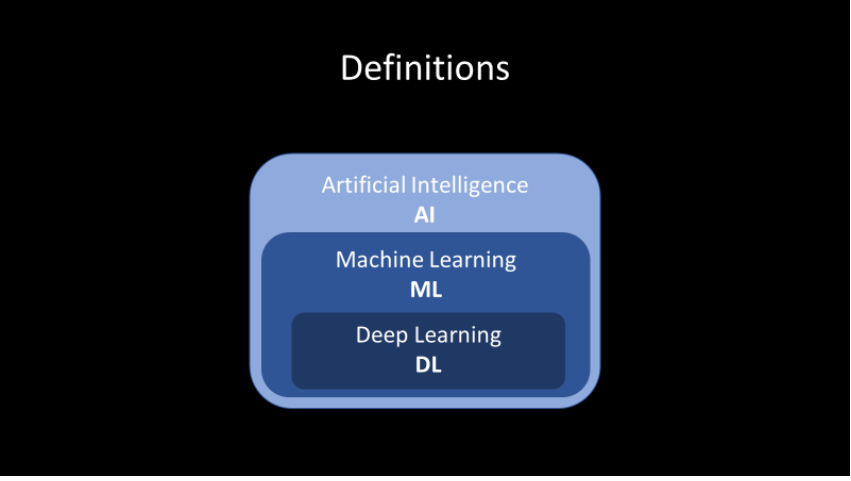 Definitions
Artificial Intelligence
AI
Machine Learning
ML
Deep Learning
DL